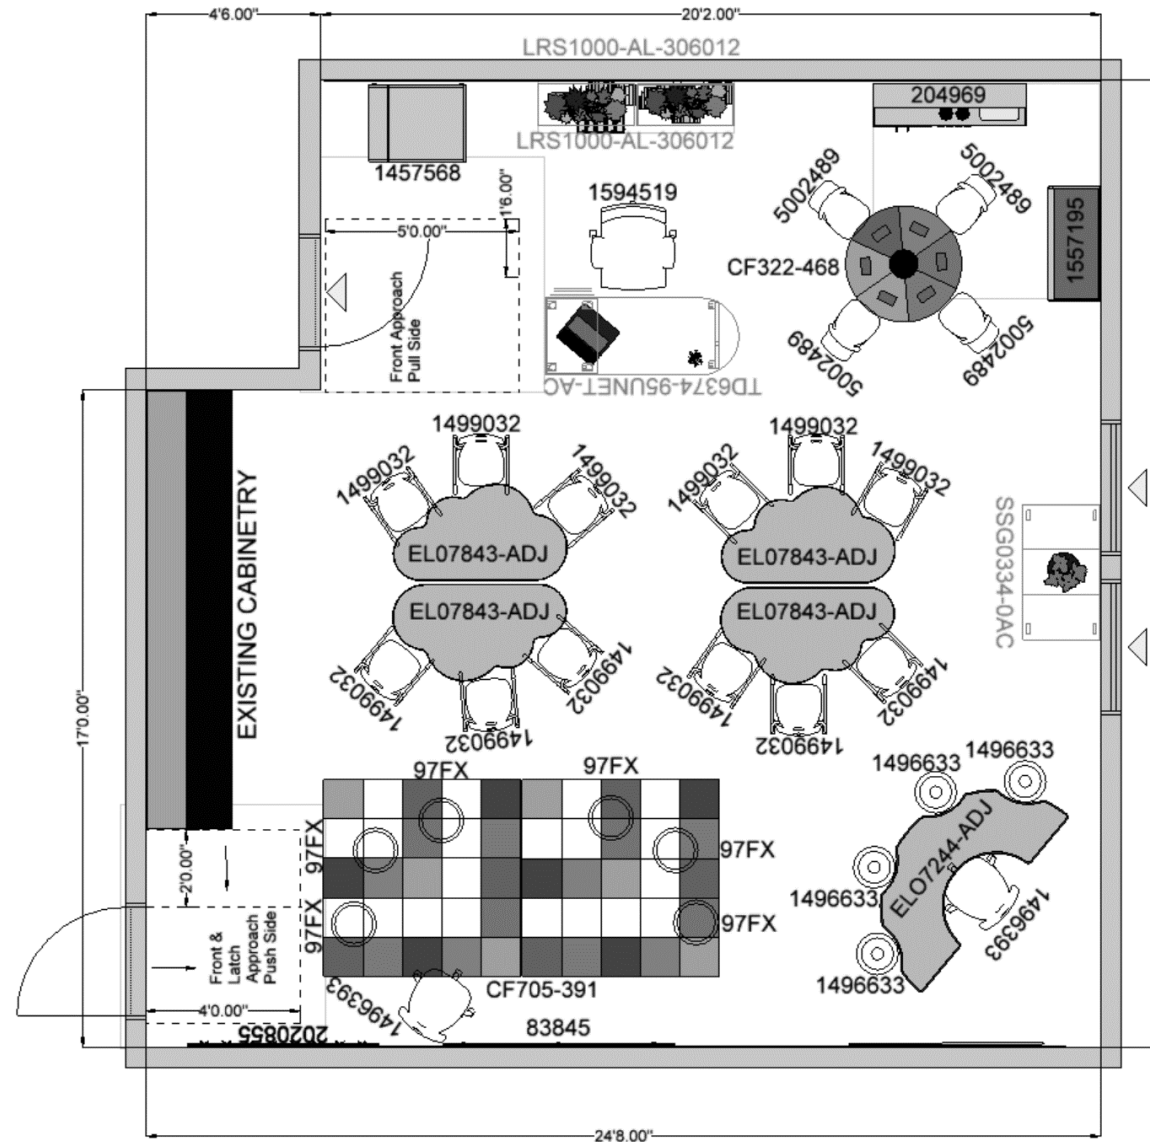 4'6.00"
20'2.00"
LRS1000-AL-306012
204969
LRS1000-AL-306012
1457568
1594519
5002489
5002489
1'6.00"
5'0.00"
1557195
CF322-468
Front Approach
Pull Side
5002489
5002489
TD6374-95UNET-AC
1499032
1499032
1499032
1499032
1499032
1499032
1499032
EL07843-ADJ
EL07843-ADJ
SSG0334-0AC
EXISTING CABINETRY
EL07843-ADJ
EL07843-ADJ
1499032
1499032
1499032
1499032
1499032
1499032
17'0.00"
97FX
97FX
1496633
1496633
97FX
97FX
ELO7244-ADJ
2'0.00"
1496633
97FX
97FX
1496393
Front &
Latch
Approach
Push Side
1496633
4'0.00"
1496393
CF705-391
2020855
83845
24'8.00"